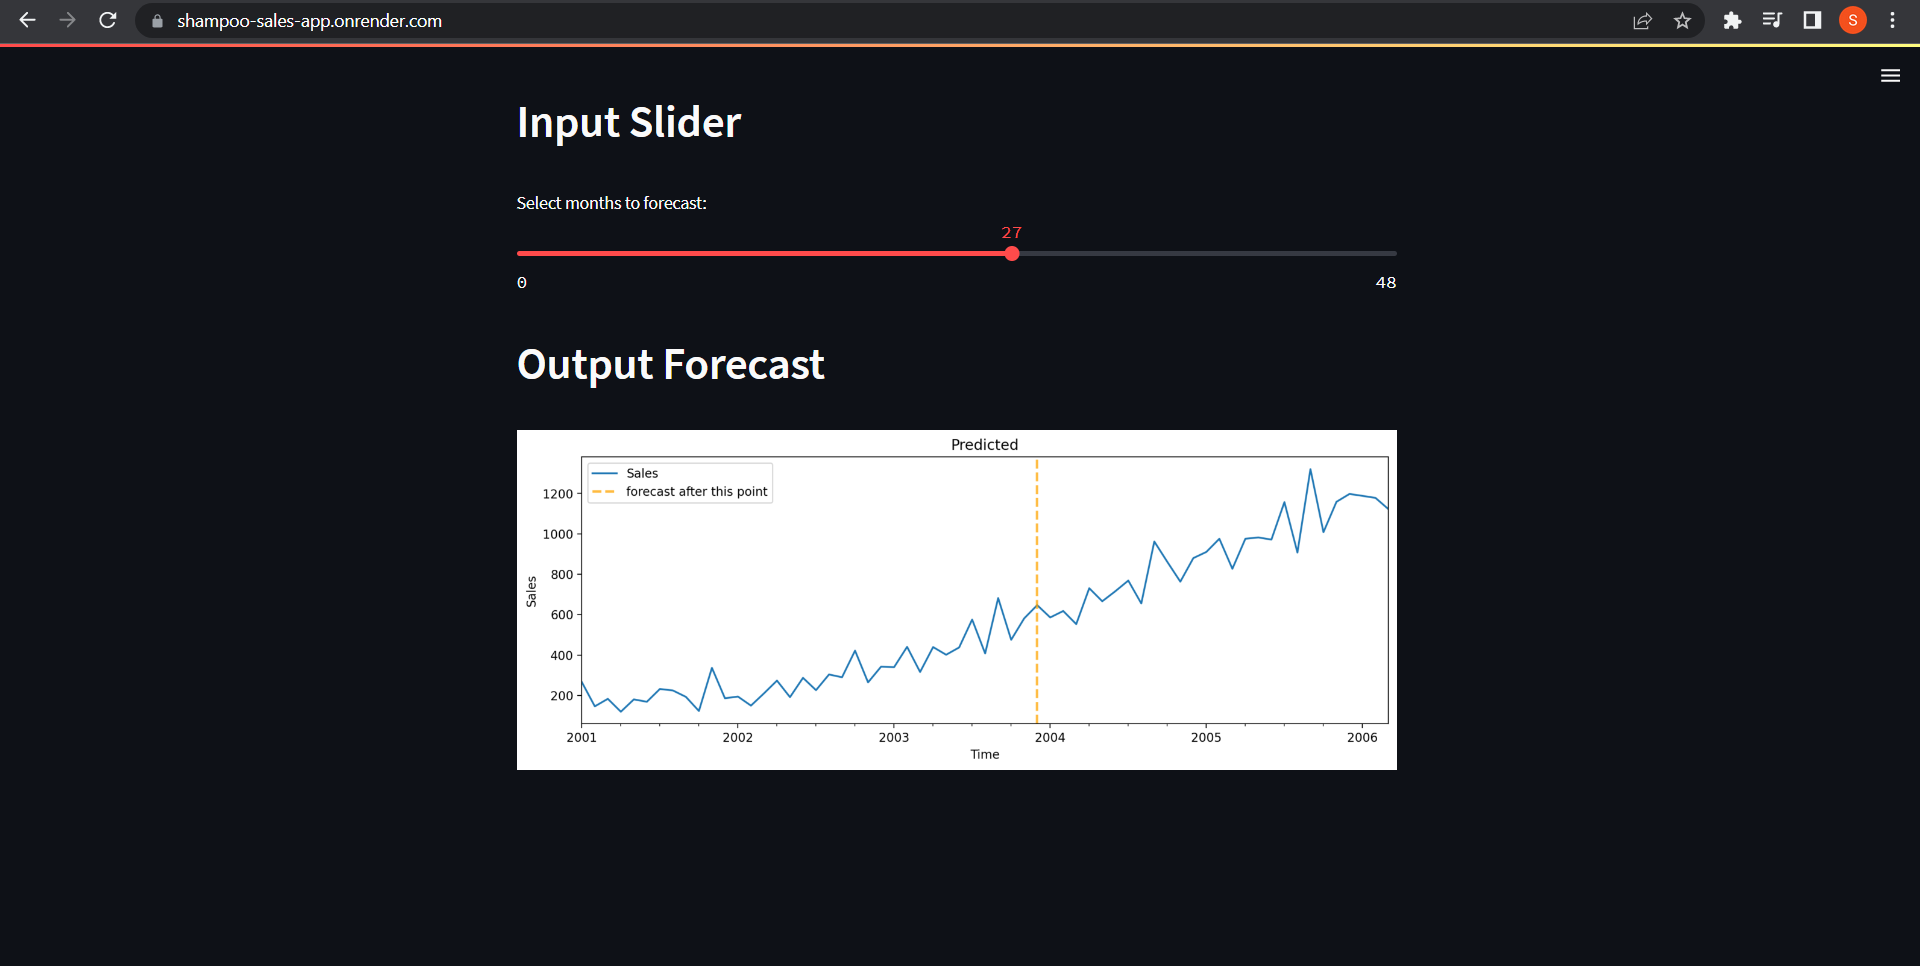 shampoo-sales-app.onrender.com
S
Input Slider
Select months to forecast:
27
0
48
Output Forecast
Predicted
Sales
forecast after this point
1200
1000
800
600
400
200
Sales
2001
2002
2003
2004
2005
2006
Time